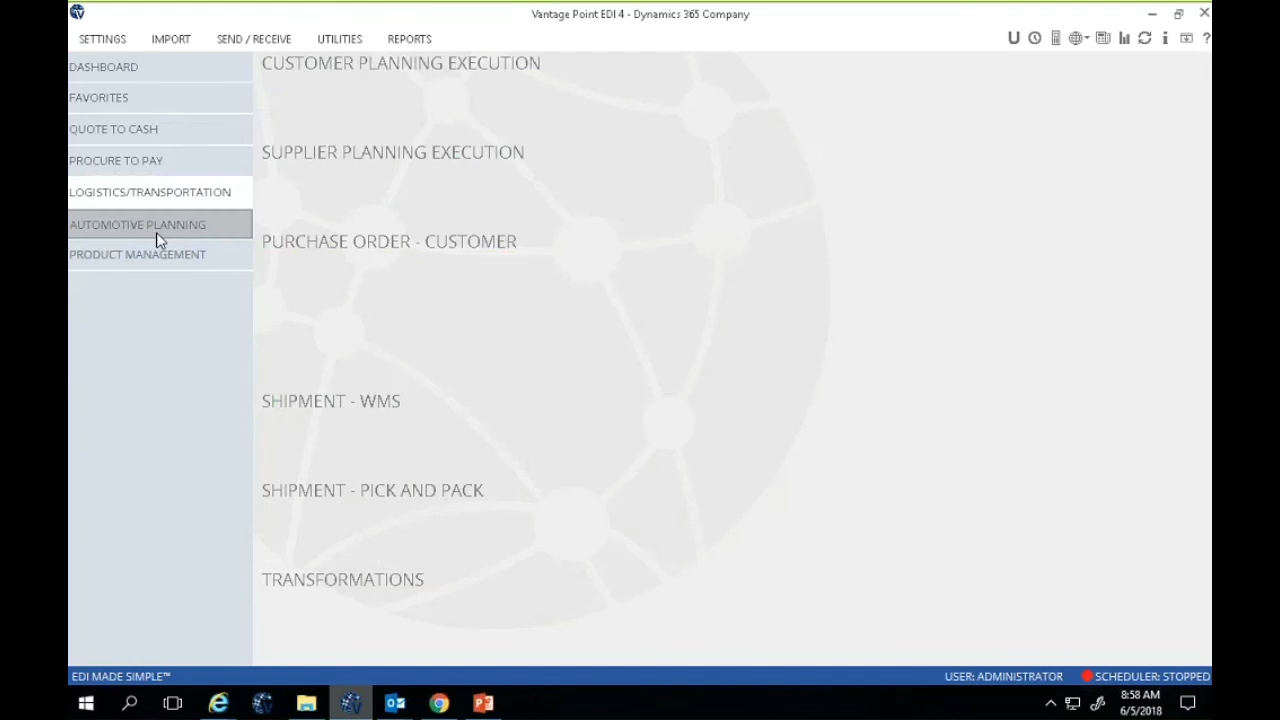 Vantage Point EDI 4 - Dynamics 365 Company
SETTINGS IMPORT SEND / RECEIVE UTILITIES REPORTS
DASHBOARD
FAVORITES
QUOTE TO CASH
PROCURE TO PAY
LOGISTICS/TRANSPORTATION
AUTOMOTIVE PLANNING
PRODUCT MANAGEMENT
CUSTOMER PLANNING EXECUTION
SUPPLIER PLANNING EXECUTION
PURCHASE ORDER - CUSTOMER
SHIPMENT - WMS
SHIPMENT - PICK AND PACK
TRANSFORMATIONS
EDI MADE SIMPLE™ USER: ADMINISTRATOR SCHEDULER: STOPPED
8:58 AM
6/5/2018